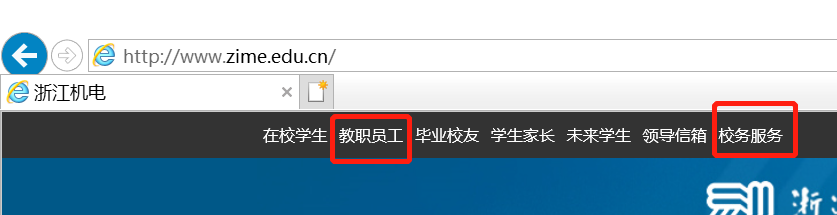 http://www.zime.edu.cn/
浙江机电
在校学生 教职员工 毕业校友 学生家长 未来学生 领导信箱 校务服务
浙